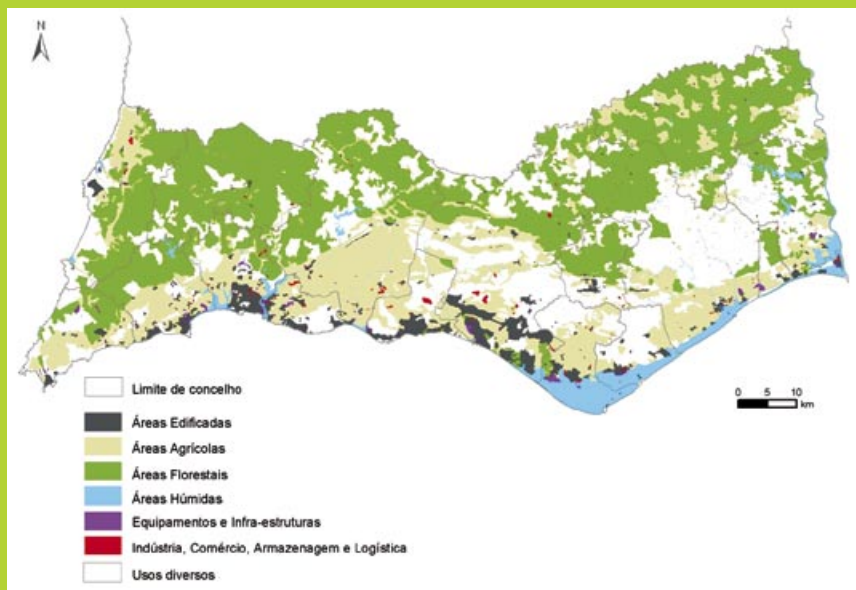 N
0 5 10
km
Limite de concelho
Áreas Edificadas
Áreas Agrícolas
Áreas Florestais
Áreas Húmidas
Equipamentos e Infra-estruturas
Indústria, Comércio, Armazenagem e Logística
Usos diversos